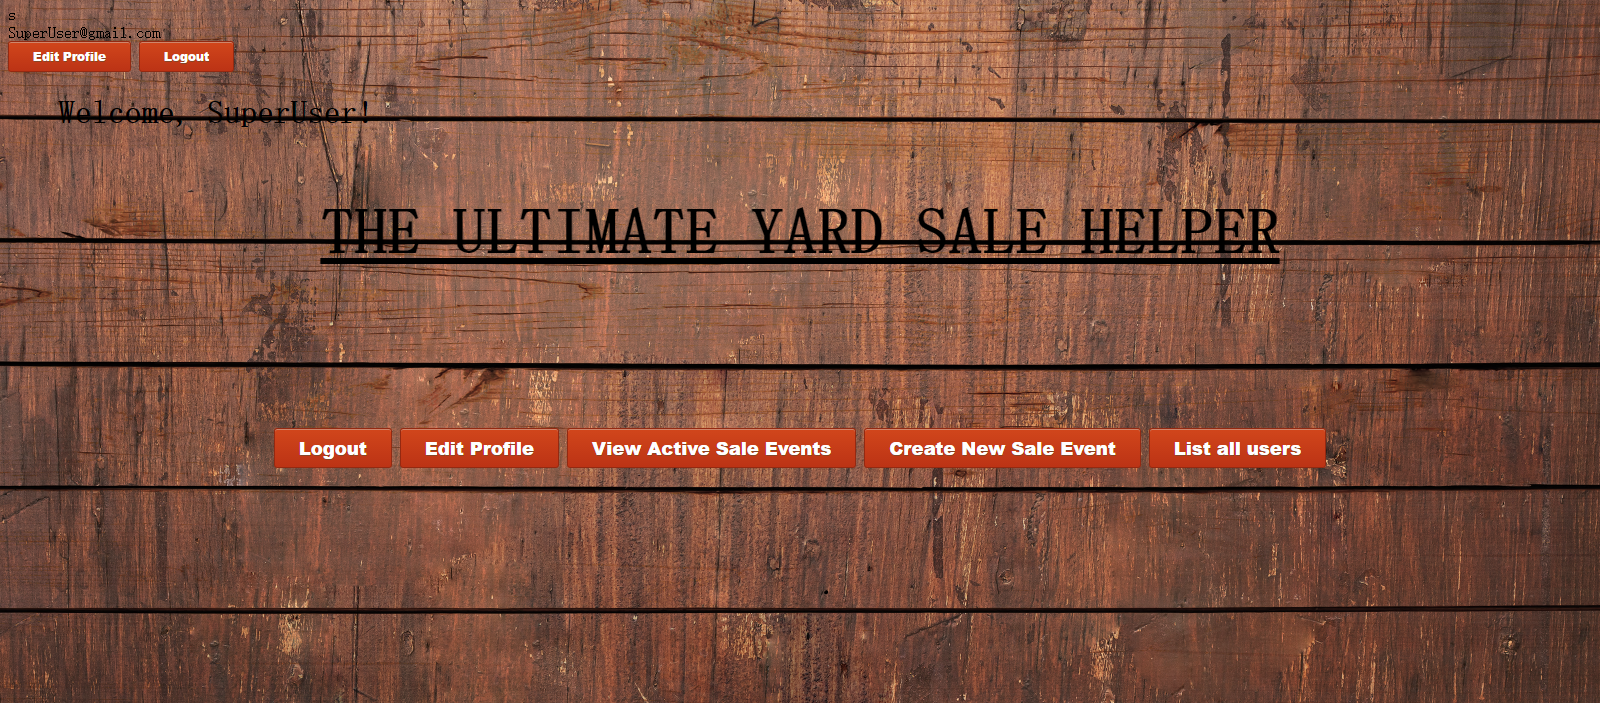 s
SuperUser@gmail.com
Edit Profile Logout
Welcome, SuperUser!
THE ULTIMATE YARD SALE HELPER
Logout Edit Profile View Active Sale Events Create New Sale Event List all users